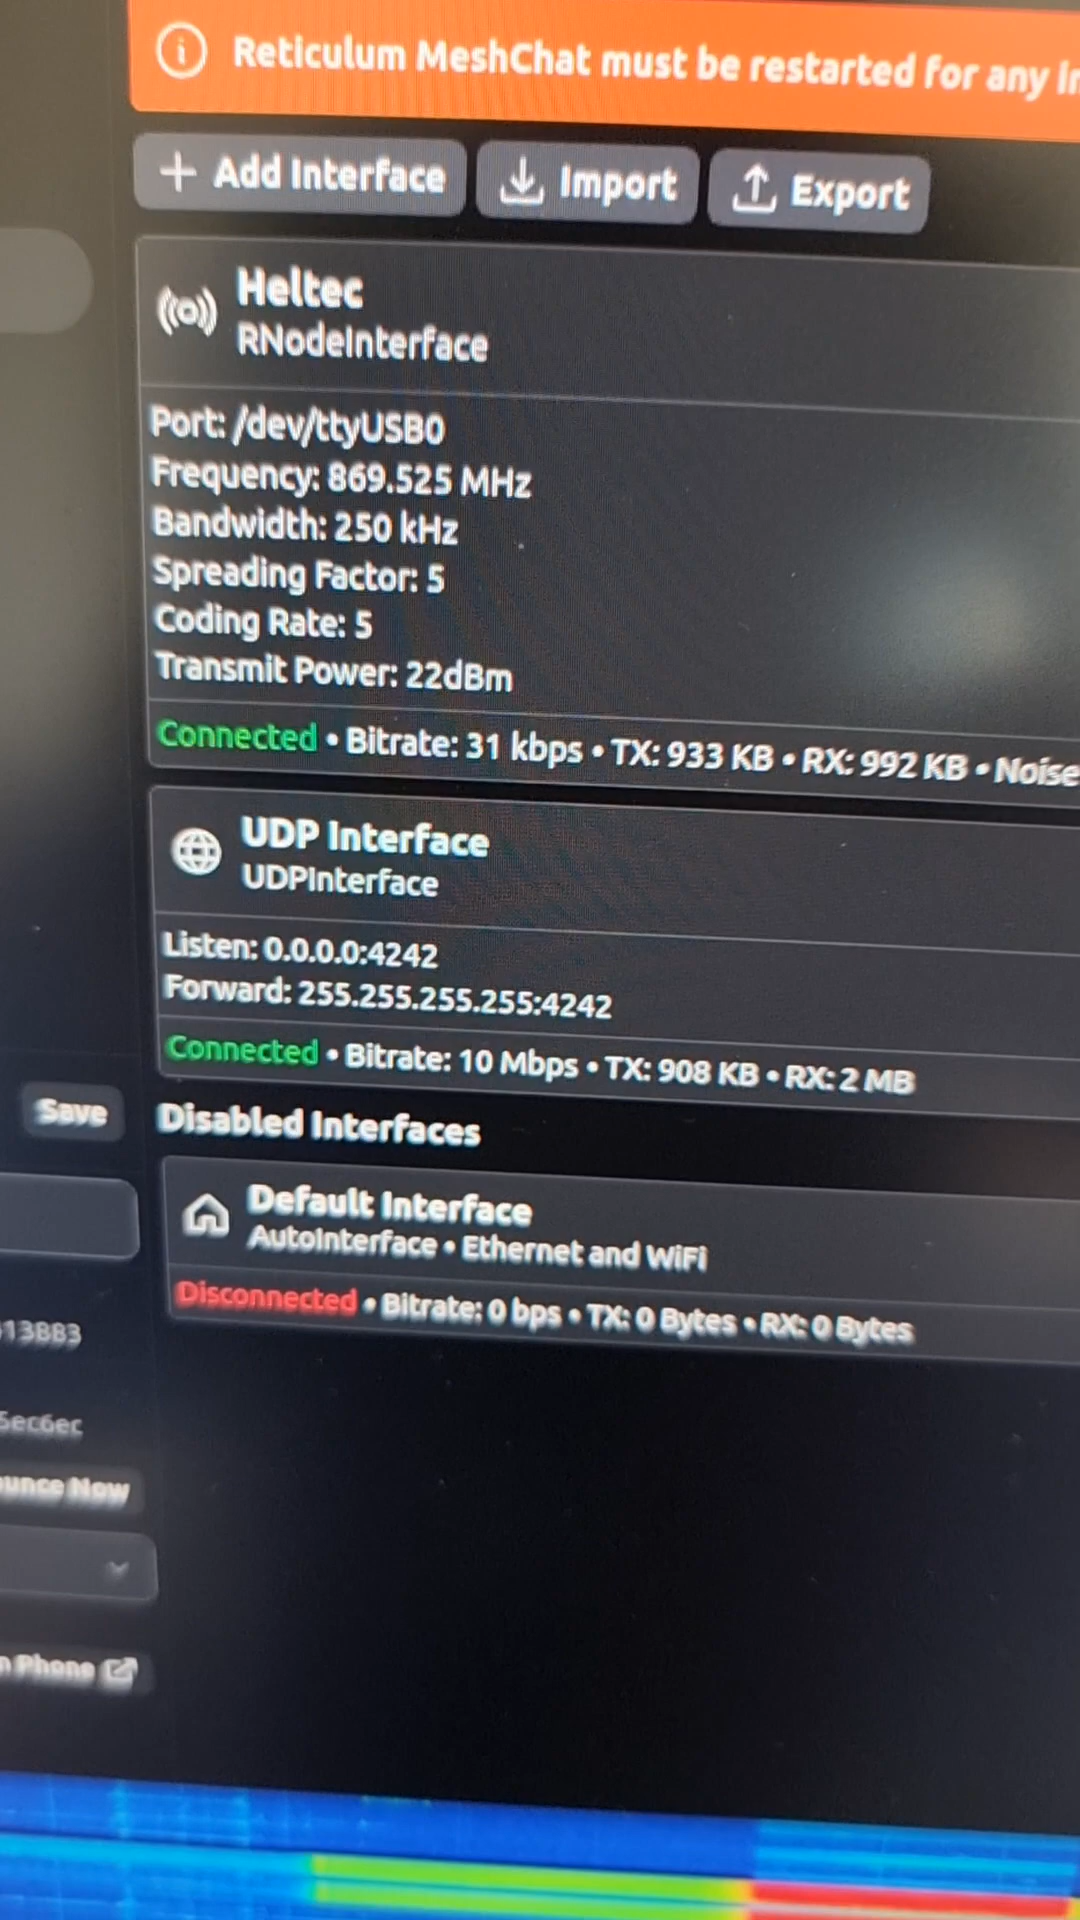 Reticulum MeshChat must be restarted for any
Add Interface
Import
Export
Heltec
RNodeInterface
Port: /dev/ttyUSB0
Frequency: 869.525 MHz
Bandwidth: 250 kHz
Spreading Factor: 5
Coding Rate: 5
Transmit Power: 22dBm
Connected • Bitrate: 31 kbps • TX: 933 KB • RX: 992 KB • Noise
UDP Interface
UDPInterface
Listen: 0.0.0.0:4242
Forward: 255.255.255.255:4242
Connected • Bitrate: 10 Mbps • TX: 908 KB • RX: 2 MB
Save
Disabled Interfaces
Default Interface
AutoInterface • Ethernet and WiFi
Disconnected • Bitrate: 0 bps • TX: 0 Bytes • RX: 0 Bytes
5ec6ec
ounce Now
n Phone